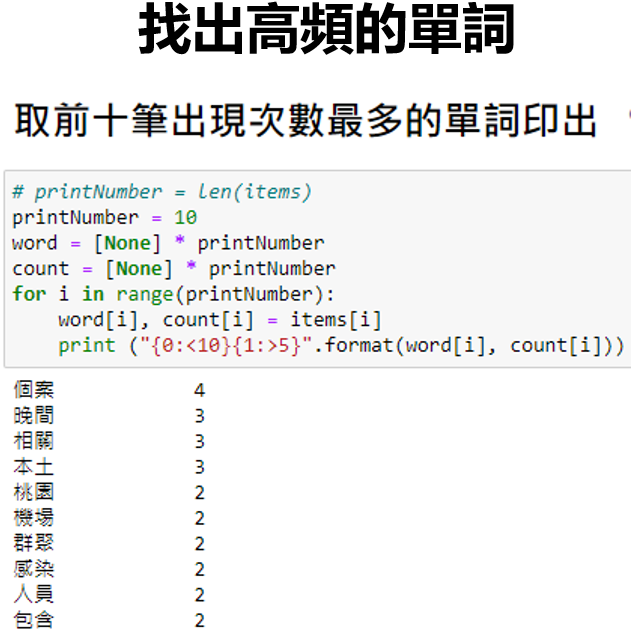 找出高頻的單詞
取前十筆出現次數最多的單詞印出
# printNumber = len(items)
printNumber = 10
word = [None] * printNumber
count = [None] * printNumber
for i in range(printNumber):
    word[i], count[i] = items[i]
    print ("{0:<10}{1:>5}".format(word[i], count[i]))
個案 4
晚間 3
相關 3
本土 3
桃園 2
機場 2
群聚 2
感染 2
人員 2
包含 2